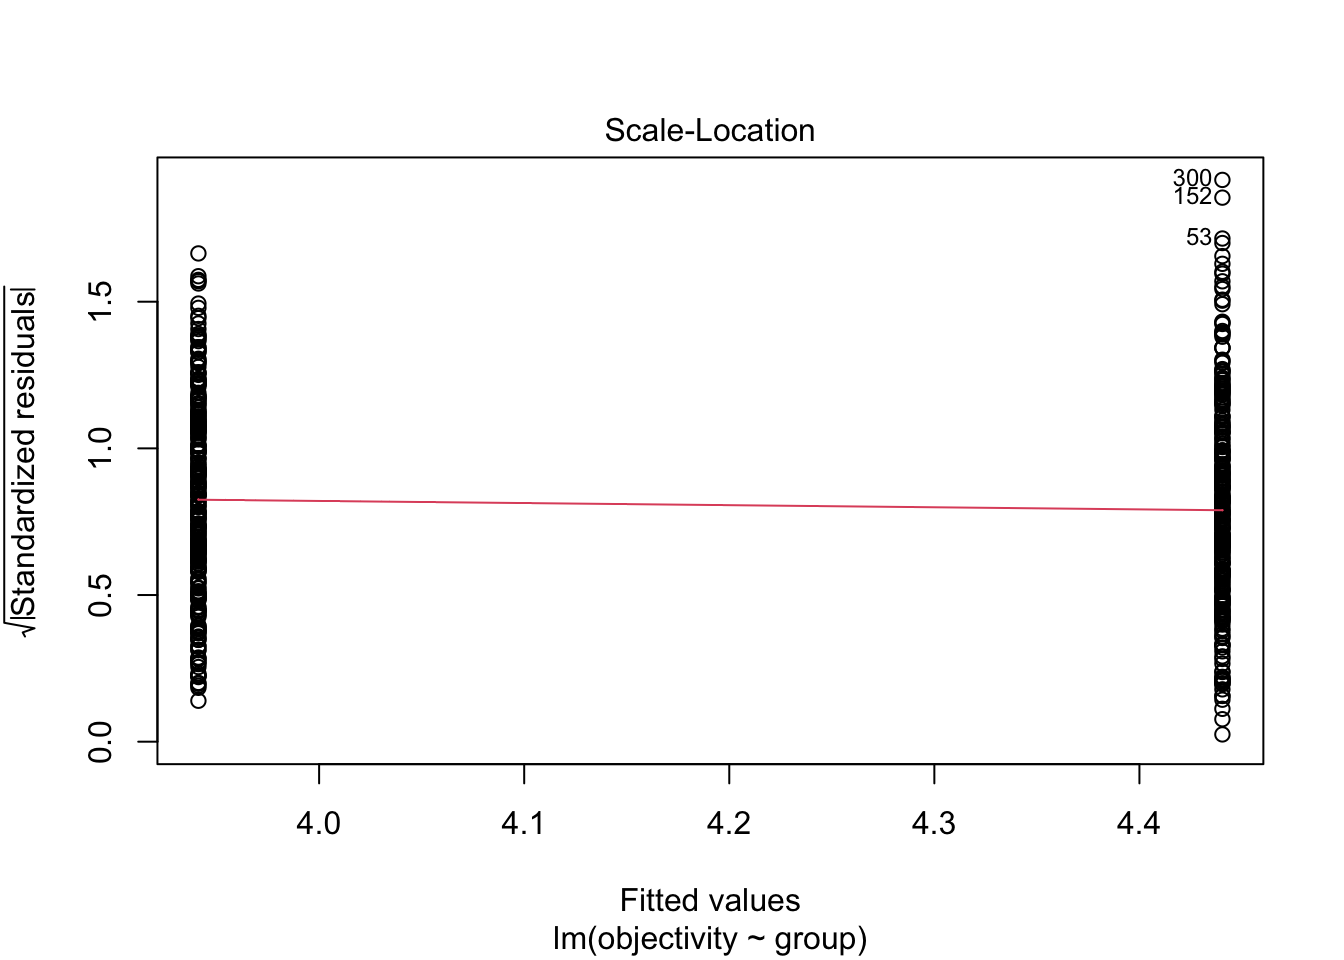 Scale-Location
√|Standardized residuals|
1.5
1.0
0.5
0.0
300
152
53
4.0 4.1 4.2 4.3 4.4
Fitted values
lm(objectivity ~ group)